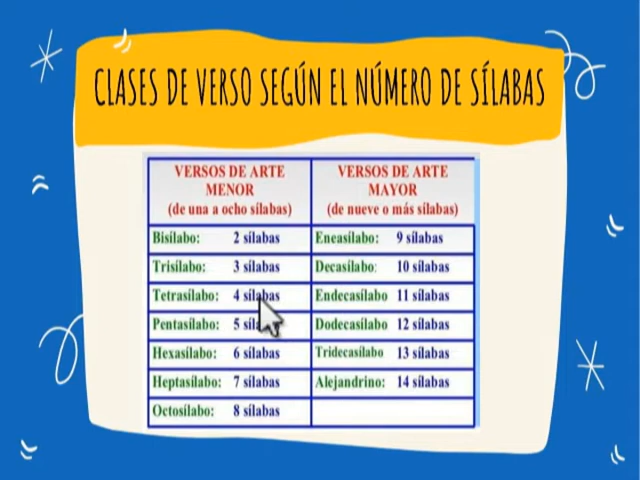 CLASES DE VERSO SEGÚN EL NÚMERO DE SÍLABAS
VERSOS DE ARTE MENOR (de una a ocho sílabas)
VERSOS DE ARTE MAYOR (de nueve o más sílabas)
Bisílabo: 2 sílabas Eneasílabo: 9 sílabas
Trisílabo: 3 sílabas Decasílabo: 10 sílabas
Tetrasílabo: 4 sílabas Endecasílabo 11 sílabas
Pentasílabo: 5 Dodecasílabo 12 sílabas
Hexasílabo: 6 sílabas Tridecasílabo 13 sílabas
Heptasílabo: 7 sílabas Alejandrino: 14 sílabas
Octosílabo: 8 sílabas